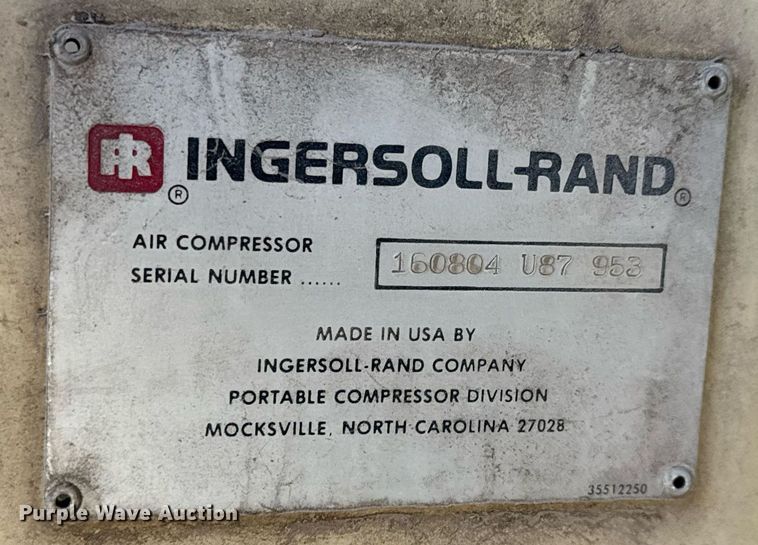 IR® INGERSOLL-RAND®
AIR COMPRESSOR
SERIAL NUMBER ...... 160804 U87 953
MADE IN USA BY
INGERSOLL-RAND COMPANY
PORTABLE COMPRESSOR DIVISION
MOCKSVILLE, NORTH CAROLINA 27028
35512250
Purple Wave Auction